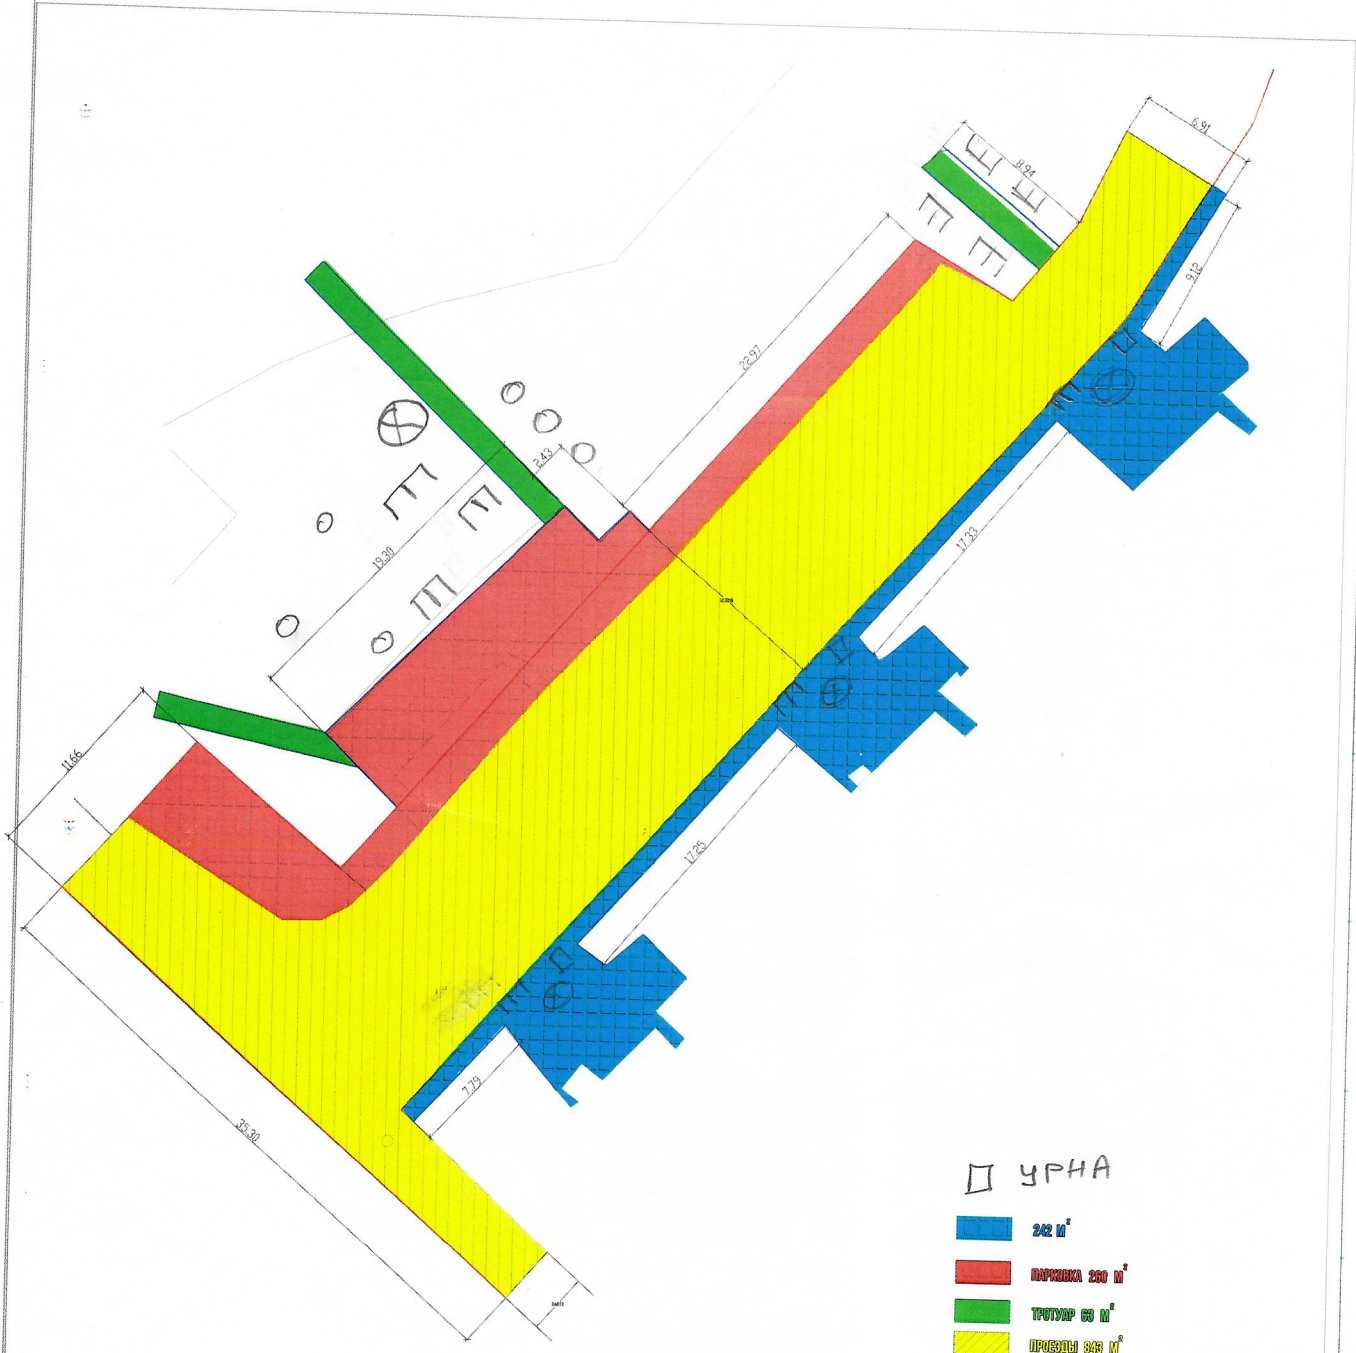 6.91
8.94
9.12
22.97
2.43
19.30
17.33
11.66
17.25
7.79
35.30
УРНА
242 М²
ПАРКОВКА 260 М²
ТРОТУАР 63 М²
ПРОЕЗДЫ 843 М²